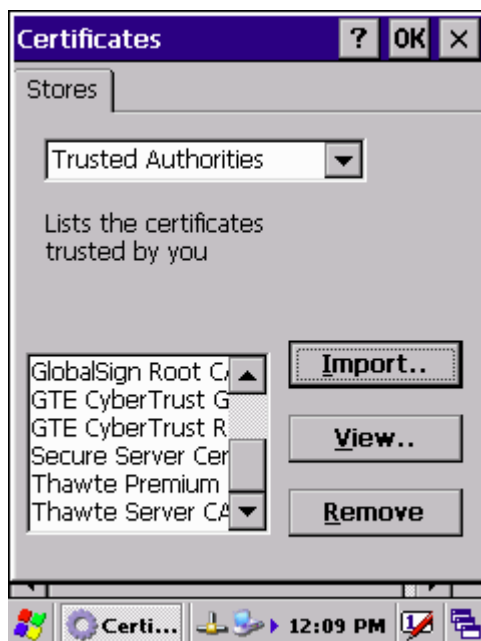 Certificates ? OK ×
Stores
Trusted Authorities
Lists the certificates
trusted by you
GlobalSign Root CA
GTE CyberTrust G
GTE CyberTrust R
Secure Server Cer
Thawte Premium
Thawte Server CA
Import..
View..
Remove
Certi... 12:09 PM